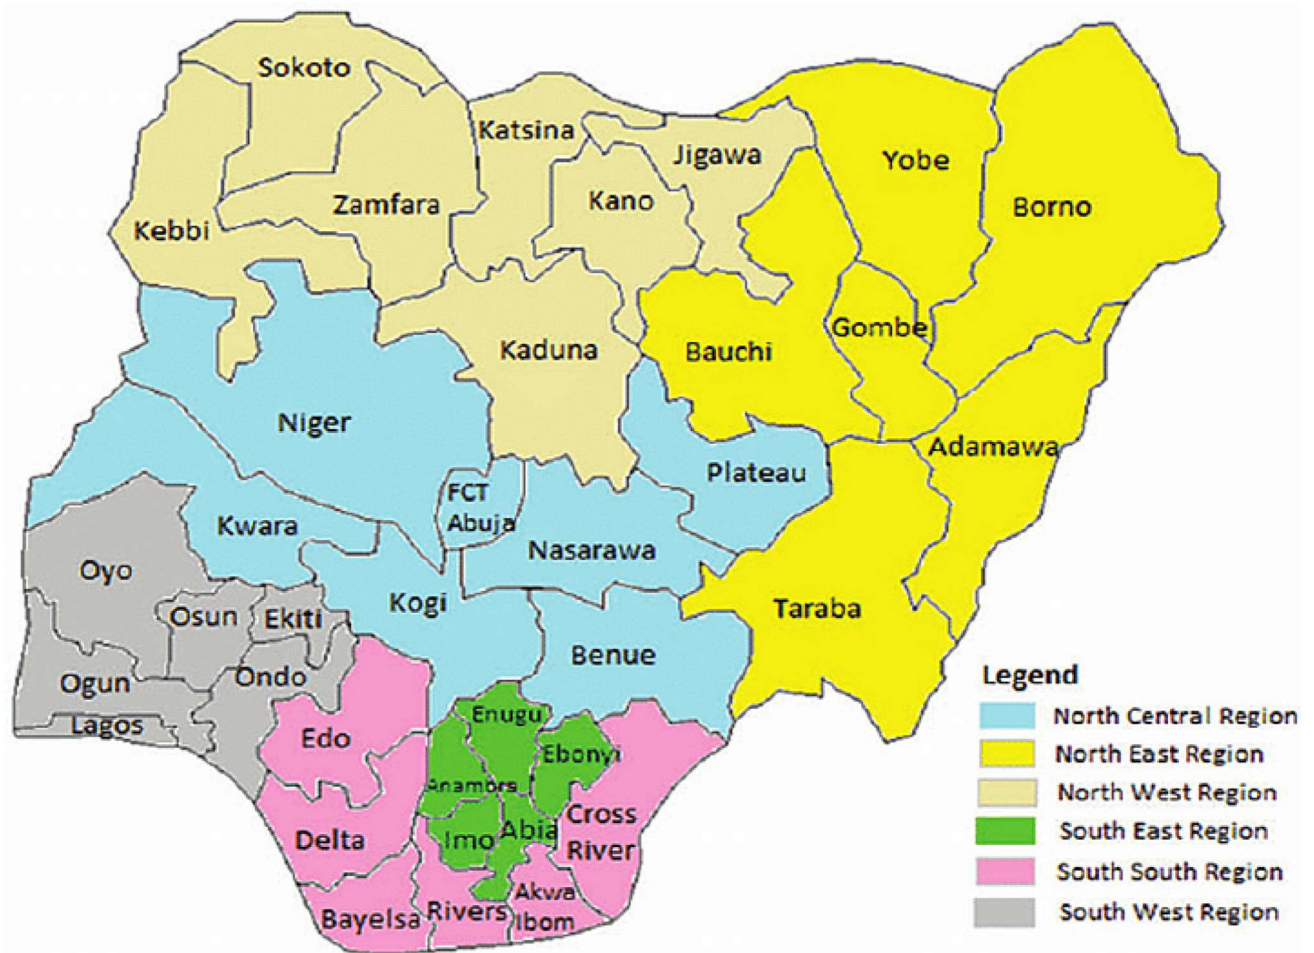 Sokoto
Katsina
Jigawa
Yobe
Kano
Zamfara
Borno
Kebbi
Gombe
Kaduna
Bauchi
Niger
Adamawa
Plateau
FCT
Abuja
Kwara
Nasarawa
Oyo
Kogi
Taraba
Osun
Ekiti
Benue
Ondo
Ogun
Lagos
Enugu
Edo
Ebonyi
Anambra
Cross
River
Delta
Imo
Abia
Akwa
Ibom
Rivers
Bayelsa
Legend
North Central Region
North East Region
North West Region
South East Region
South South Region
South West Region